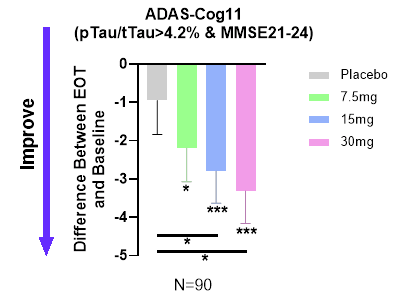 ADAS-Cog11
(pTau/tTau>4.2% & MMSE21-24)
Improve
Difference Between EOT
and Baseline
0
-1
-2
-3
-4
-5
*
***
***
*
*
Placebo
7.5mg
15mg
30mg
N=90